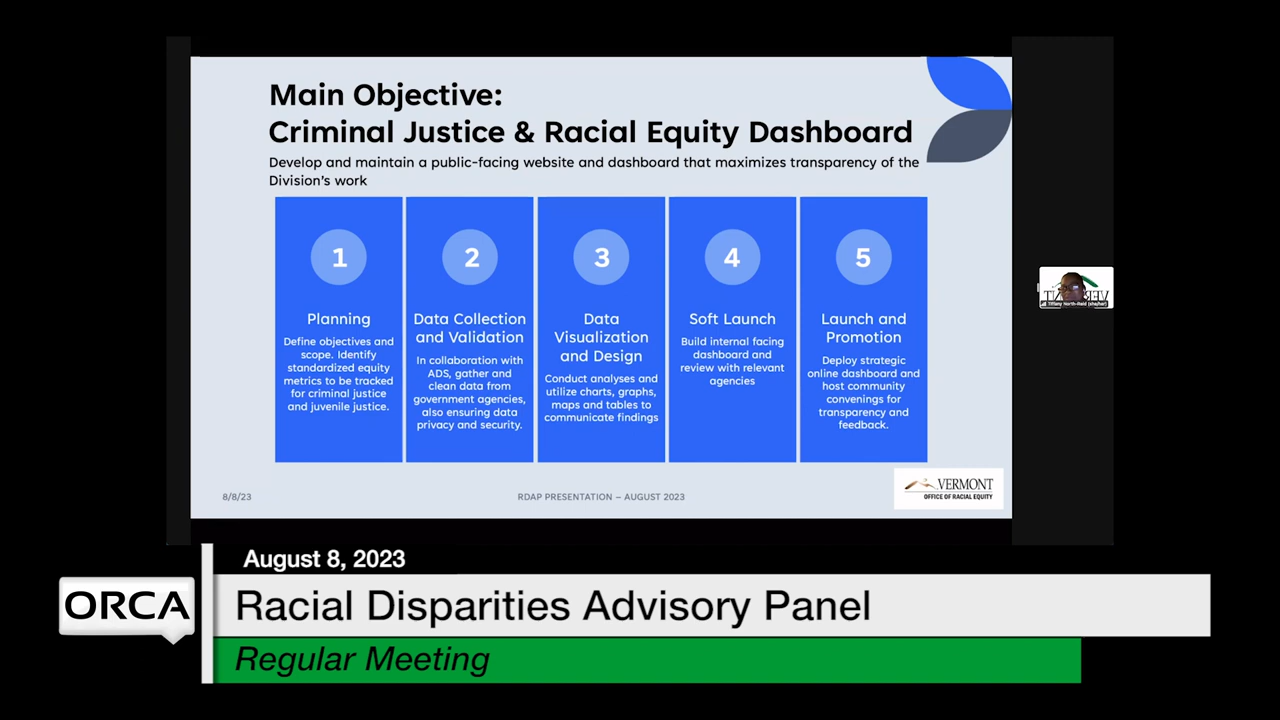 Main Objective:
Criminal Justice & Racial Equity Dashboard
Develop and maintain a public-facing website and dashboard that maximizes transparency of the
Division's work
1
Planning
Define objectives and
scope. Identify
standardized equity
metrics to be tracked
for criminal justice
and juvenile justice.
2
Data Collection
and Validation
In collaboration with
ADS, gather and
clean data from
government agencies,
also ensuring data
privacy and security.
3
Data
Visualization
and Design
Conduct analyses and
utilize charts, graphs,
maps and tables to
communicate findings
4
Soft Launch
Build internal facing
dashboard and
review with relevant
agencies
5
Launch and
Promotion
Deploy strategic
online dashboard and
host community
convenings for
transparency and
feedback.
8/8/23
RDAP PRESENTATION – AUGUST 2023
VERMONT
OFFICE OF RACIAL EQUITY
Tiffany North-Reid (she/her)
August 8, 2023
ORCA
Racial Disparities Advisory Panel
Regular Meeting